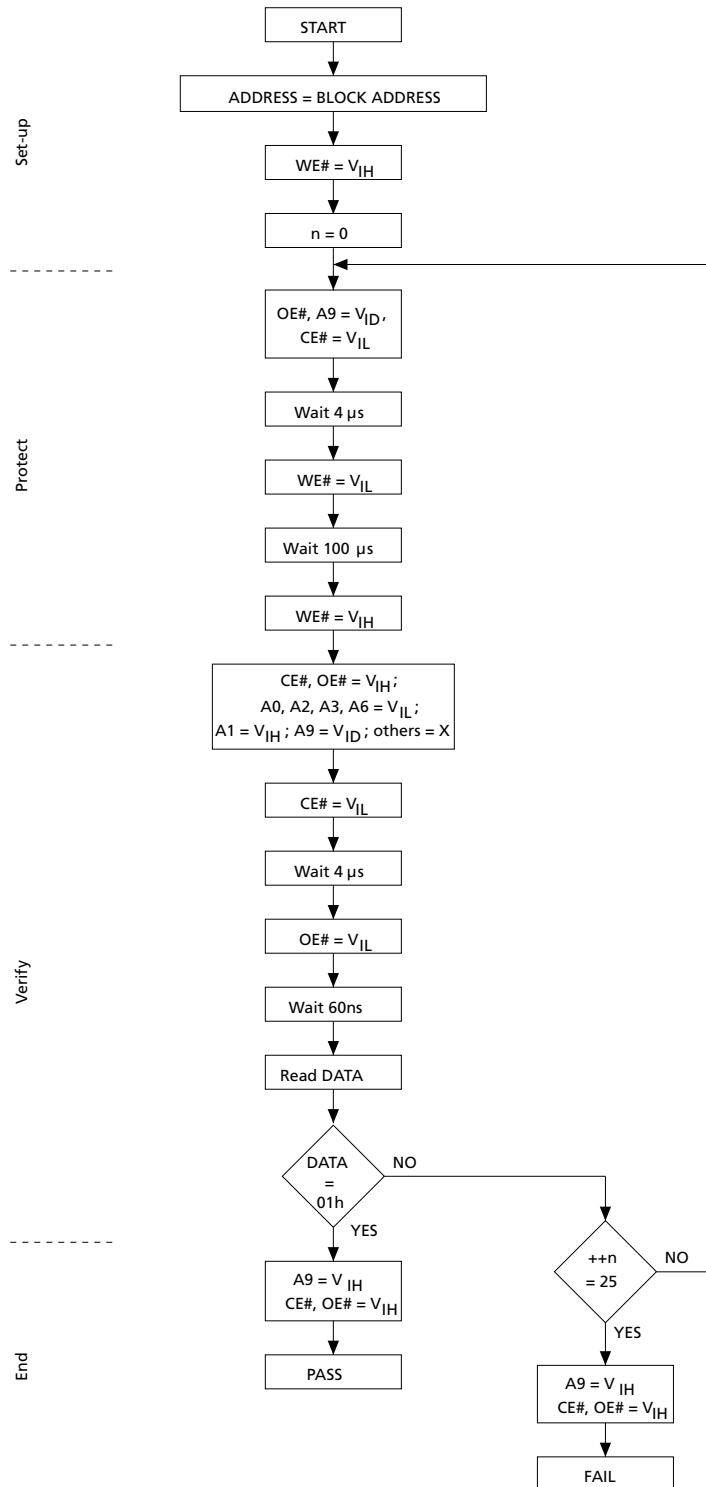 START
ADDRESS = BLOCK ADDRESS
Set-up
WE# = VIH
n = 0
OE#, A9 = VID,
CE# = VIL
Wait 4 µs
Protect
WE# = VIL
Wait 100 µs
WE# = VIH
CE#, OE# = VIH;
A0, A2, A3, A6 = VIL;
A1 = VIH; A9 = VID; others = X
CE# = VIL
Wait 4 µs
OE# = VIL
Verify
Wait 60ns
Read DATA
DATA
=
01h
NO
YES
++n
= 25
NO
YES
A9 = VIH
CE#, OE# = VIH
End
PASS
A9 = VIH
CE#, OE# = VIH
FAIL